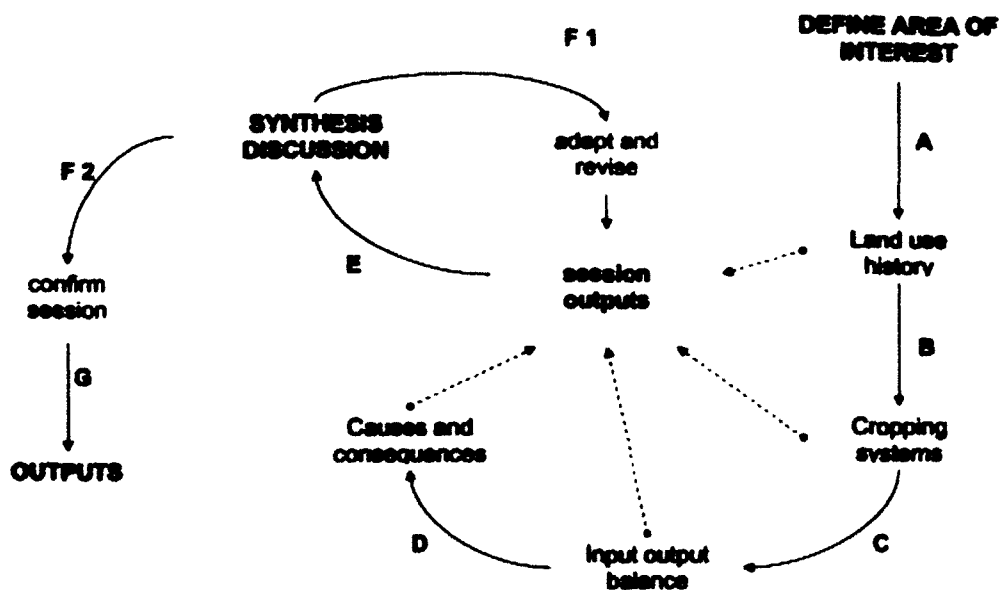 F 1
DEFINE AREA OF
INTEREST
SYNTHESIS
DISCUSSION
adapt and
revise
A
F 2
E
Land use
history
confirm
session
session
outputs
B
G
Causes and
consequences
Cropping
systems
OUTPUTS
D
C
Input output
balance